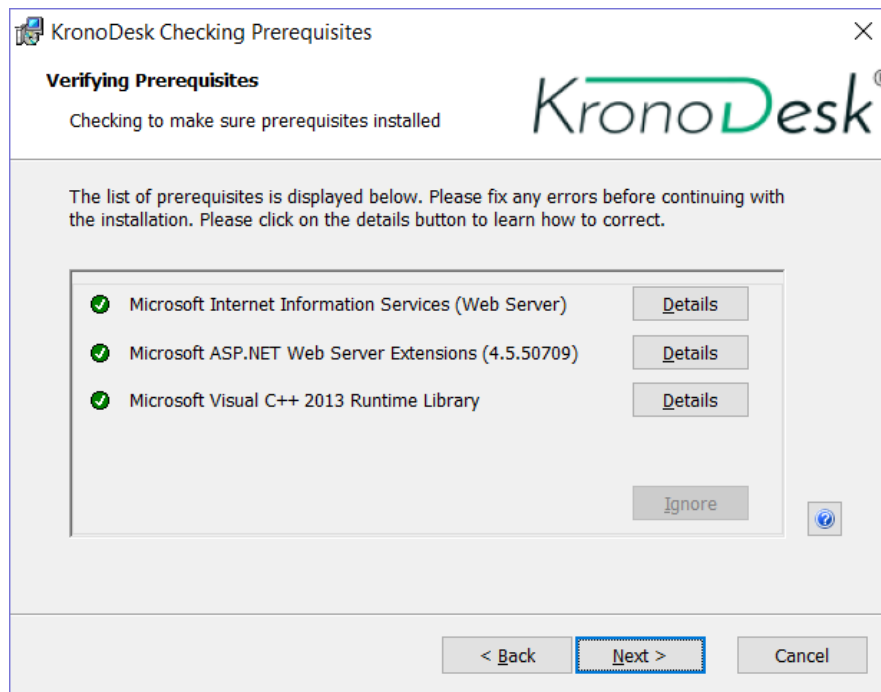 KronoDesk Checking Prerequisites
Verifying Prerequisites
Checking to make sure prerequisites installed
KronoDesk®
The list of prerequisites is displayed below. Please fix any errors before continuing with
the installation. Please click on the details button to learn how to correct.
Microsoft Internet Information Services (Web Server)
Details
Microsoft ASP.NET Web Server Extensions (4.5.50709)
Details
Microsoft Visual C++ 2013 Runtime Library
Details
Ignore
< Back
Next >
Cancel